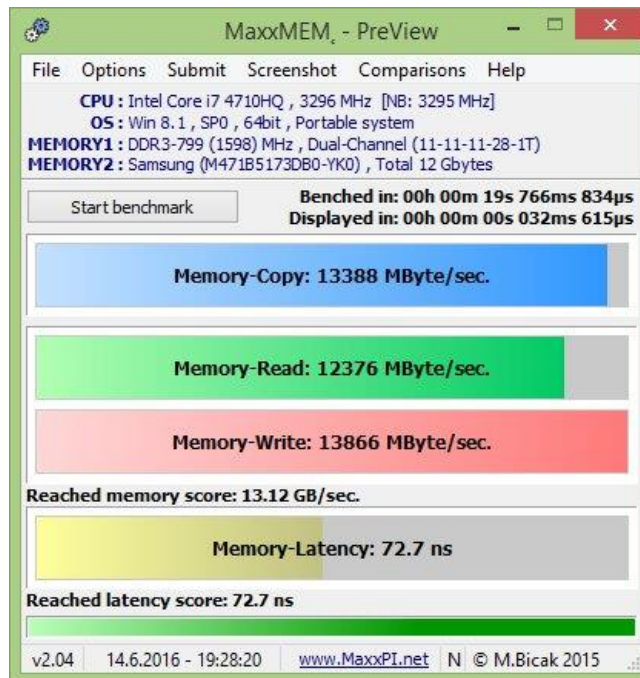 MaxxMEM² - PreView
File Options Submit Screenshot Comparisons Help
CPU : Intel Core i7 4710HQ , 3296 MHz [NB: 3295 MHz]
OS : Win 8.1 , SP0 , 64bit , Portable system
MEMORY1 : DDR3-799 (1598) MHz , Dual-Channel (11-11-11-28-1T)
MEMORY2 : Samsung (M471B5173DB0-YK0) , Total 12 Gbytes
Start benchmark
Benched in: 00h 00m 19s 766ms 834µs
Displayed in: 00h 00m 00s 032ms 615µs
Memory-Copy: 13388 MByte/sec.
Memory-Read: 12376 MByte/sec.
Memory-Write: 13866 MByte/sec.
Reached memory score: 13.12 GB/sec.
Memory-Latency: 72.7 ns
Reached latency score: 72.7 ns
v2.04 14.6.2016 - 19:28:20 www.MaxxPI.net N © M.Bicak 2015